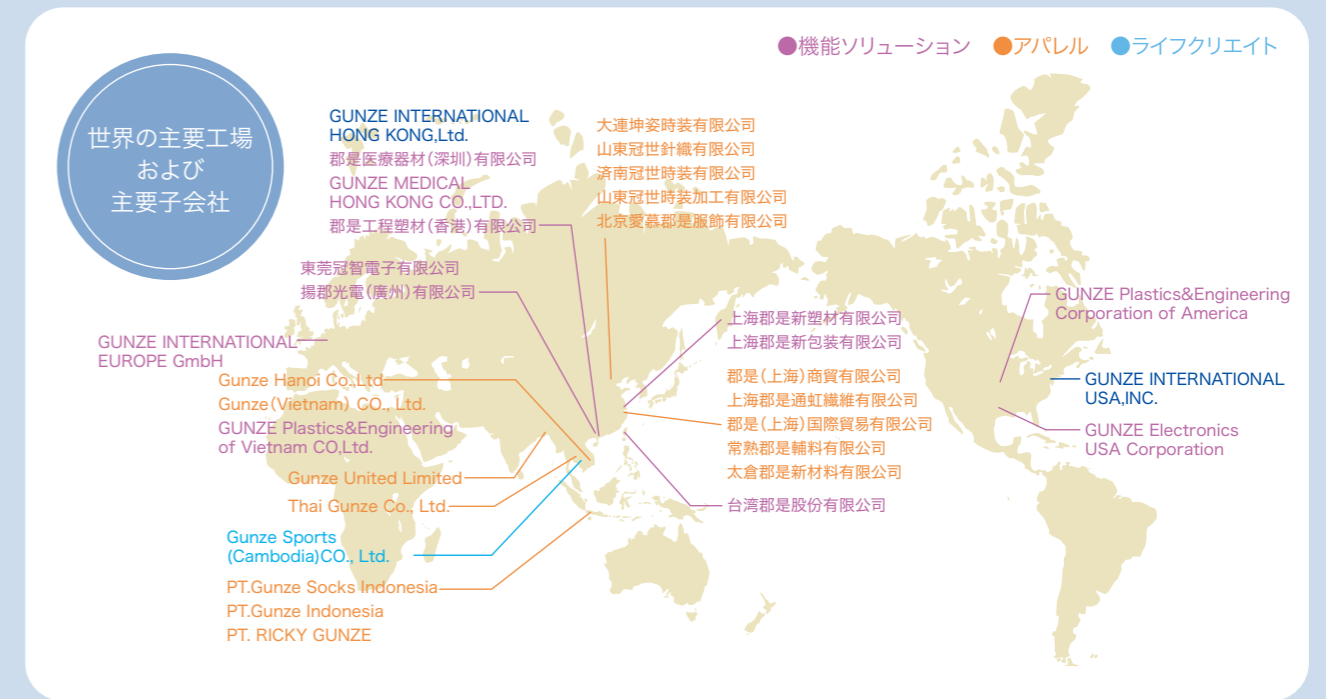 ●機能ソリューション ●アパレル ●ライフクリエイト
世界の主要工場
および
主要子会社
GUNZE INTERNATIONAL
HONG KONG,Ltd.
郡是医療器材(深圳)有限公司
GUNZE MEDICAL
HONG KONG CO.,LTD.
郡是工程塑材(香港)有限公司
東莞冠智電子有限公司
揚郡光電(廣州)有限公司
GUNZE INTERNATIONAL
EUROPE GmbH
Gunze Hanoi Co.,Ltd
Gunze(Vietnam) CO., Ltd.
GUNZE Plastics&Engineering
of Vietnam CO,Ltd.
Gunze United Limited
Thai Gunze Co., Ltd.
Gunze Sports
(Cambodia)CO., Ltd.
PT.Gunze Socks Indonesia
PT.Gunze Indonesia
PT. RICKY GUNZE
大連坤姿時装有限公司
山東冠世針織有限公司
済南冠世時装有限公司
山東冠世時装加工有限公司
北京愛慕郡是服飾有限公司
上海郡是新塑材有限公司
上海郡是新包装有限公司
郡是(上海)商貿有限公司
上海郡是通虹繊維有限公司
郡是(上海)国際貿易有限公司
常熟郡是輔料有限公司
太倉郡是新材料有限公司
台湾郡是股份有限公司
GUNZE Plastics&Engineering
Corporation of America
GUNZE INTERNATIONAL
USA,INC.
GUNZE Electronics
USA Corporation